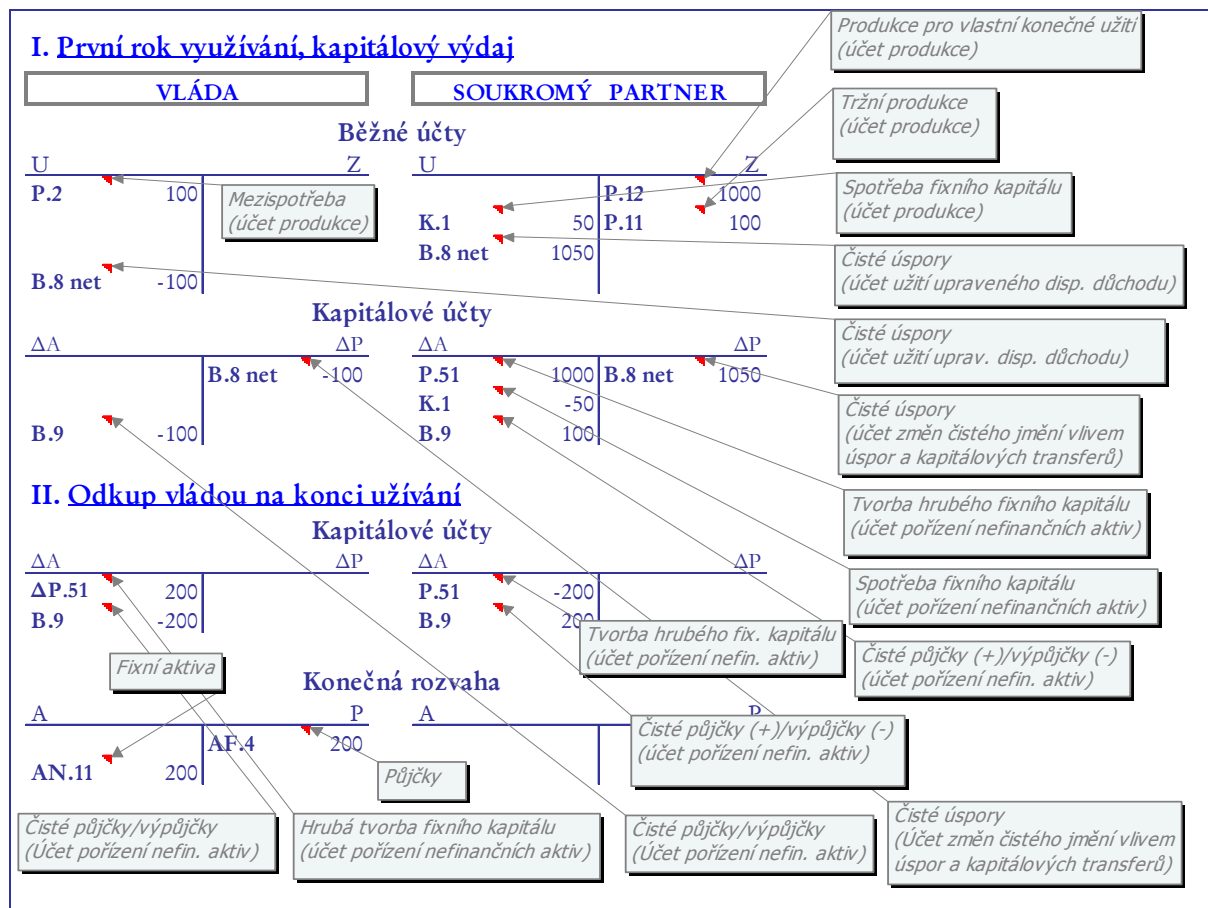 I. První rok využívání, kapitálový výdaj
VLÁDA
SOUKROMÝ PARTNER
Běžné účty
U Z
U Z
P.2 100
P.12 1000
K.1 50 P.11 100
B.8 net 1050
B.8 net -100
Kapitálové účty
ΔA ΔP
ΔA ΔP
B.8 net -100
P.51 1000 B.8 net 1050
K.1 -50
B.9 -100
B.9 100
II. Odkup vládou na konci užívání
Kapitálové účty
ΔA ΔP
ΔA ΔP
ΔP.51 200
P.51 -200
B.9 -200
B.9 200
Konečná rozvaha
A P
A P
AF.4 200
AN.11 200
Produkce pro vlastní konečné užití
(účet produkce)
Tržní produkce
(účet produkce)
Mezispotřeba
(účet produkce)
Spotřeba fixního kapitálu
(účet produkce)
Čisté úspory
(účet užití upraveného disp. důchodu)
Čisté úspory
(účet užití uprav. disp. důchodu)
Čisté úspory
(účet změn čistého jmění vlivem
úspor a kapitálových transferů)
Tvorba hrubého fixního kapitálu
(účet pořízení nefinančních aktiv)
Spotřeba fixního kapitálu
(účet pořízení nefinančních aktiv)
Tvorba hrubého fix. kapitálu
(účet pořízení nefin. aktiv)
Čisté půjčky (+)/výpůjčky (-)
(účet pořízení nefin. aktiv)
Fixní aktiva
Čisté půjčky (+)/výpůjčky (-)
(účet pořízení nefin. aktiv)
Půjčky
Čisté půjčky/výpůjčky
(Účet pořízení nefin. aktiv)
Hrubá tvorba fixního kapitálu
(účet pořízení nefinančních aktiv)
Čisté půjčky/výpůjčky
(Účet pořízení nefin. aktiv)
Čisté úspory
(Účet změn čistého jmění vlivem
úspor a kapitálových transferů)